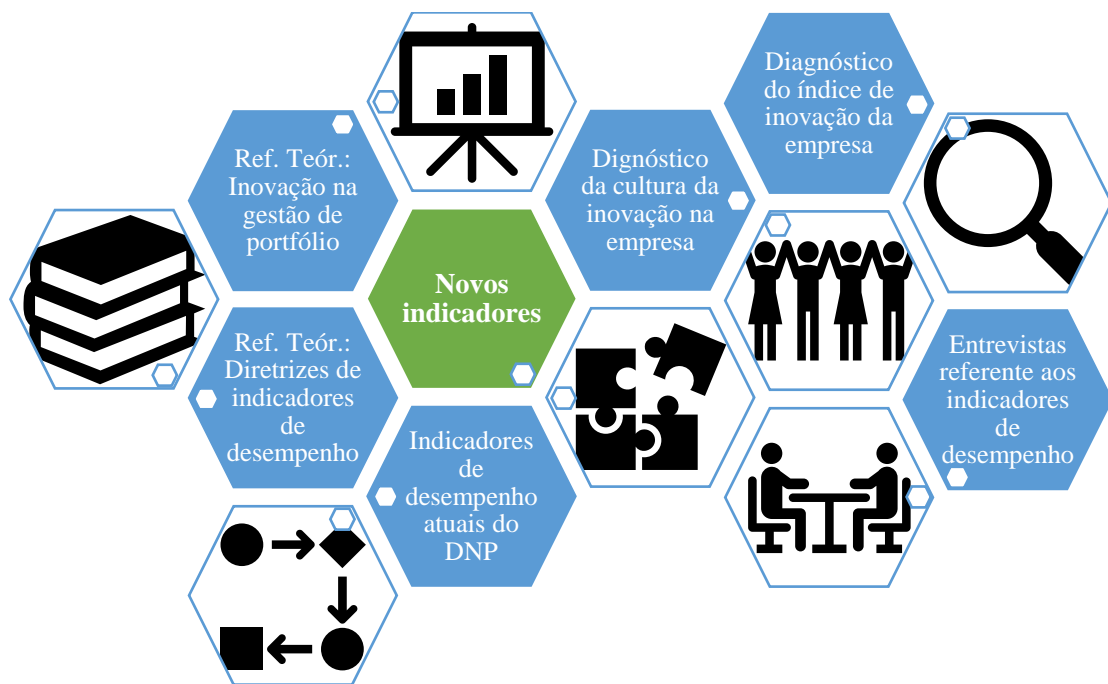 Ref. Teór.:
Inovação na
gestão de
portfólio
Ref. Teór.:
Diretrizes de
indicadores
de
desempenho
Novos
indicadores
Indicadores
de
desempenho
atuais do
DNP
Dignóstico
da cultura da
inovação na
empresa
Diagnóstico
do índice de
inovação da
empresa
Entrevistas
referente aos
indicadores
de
desempenho